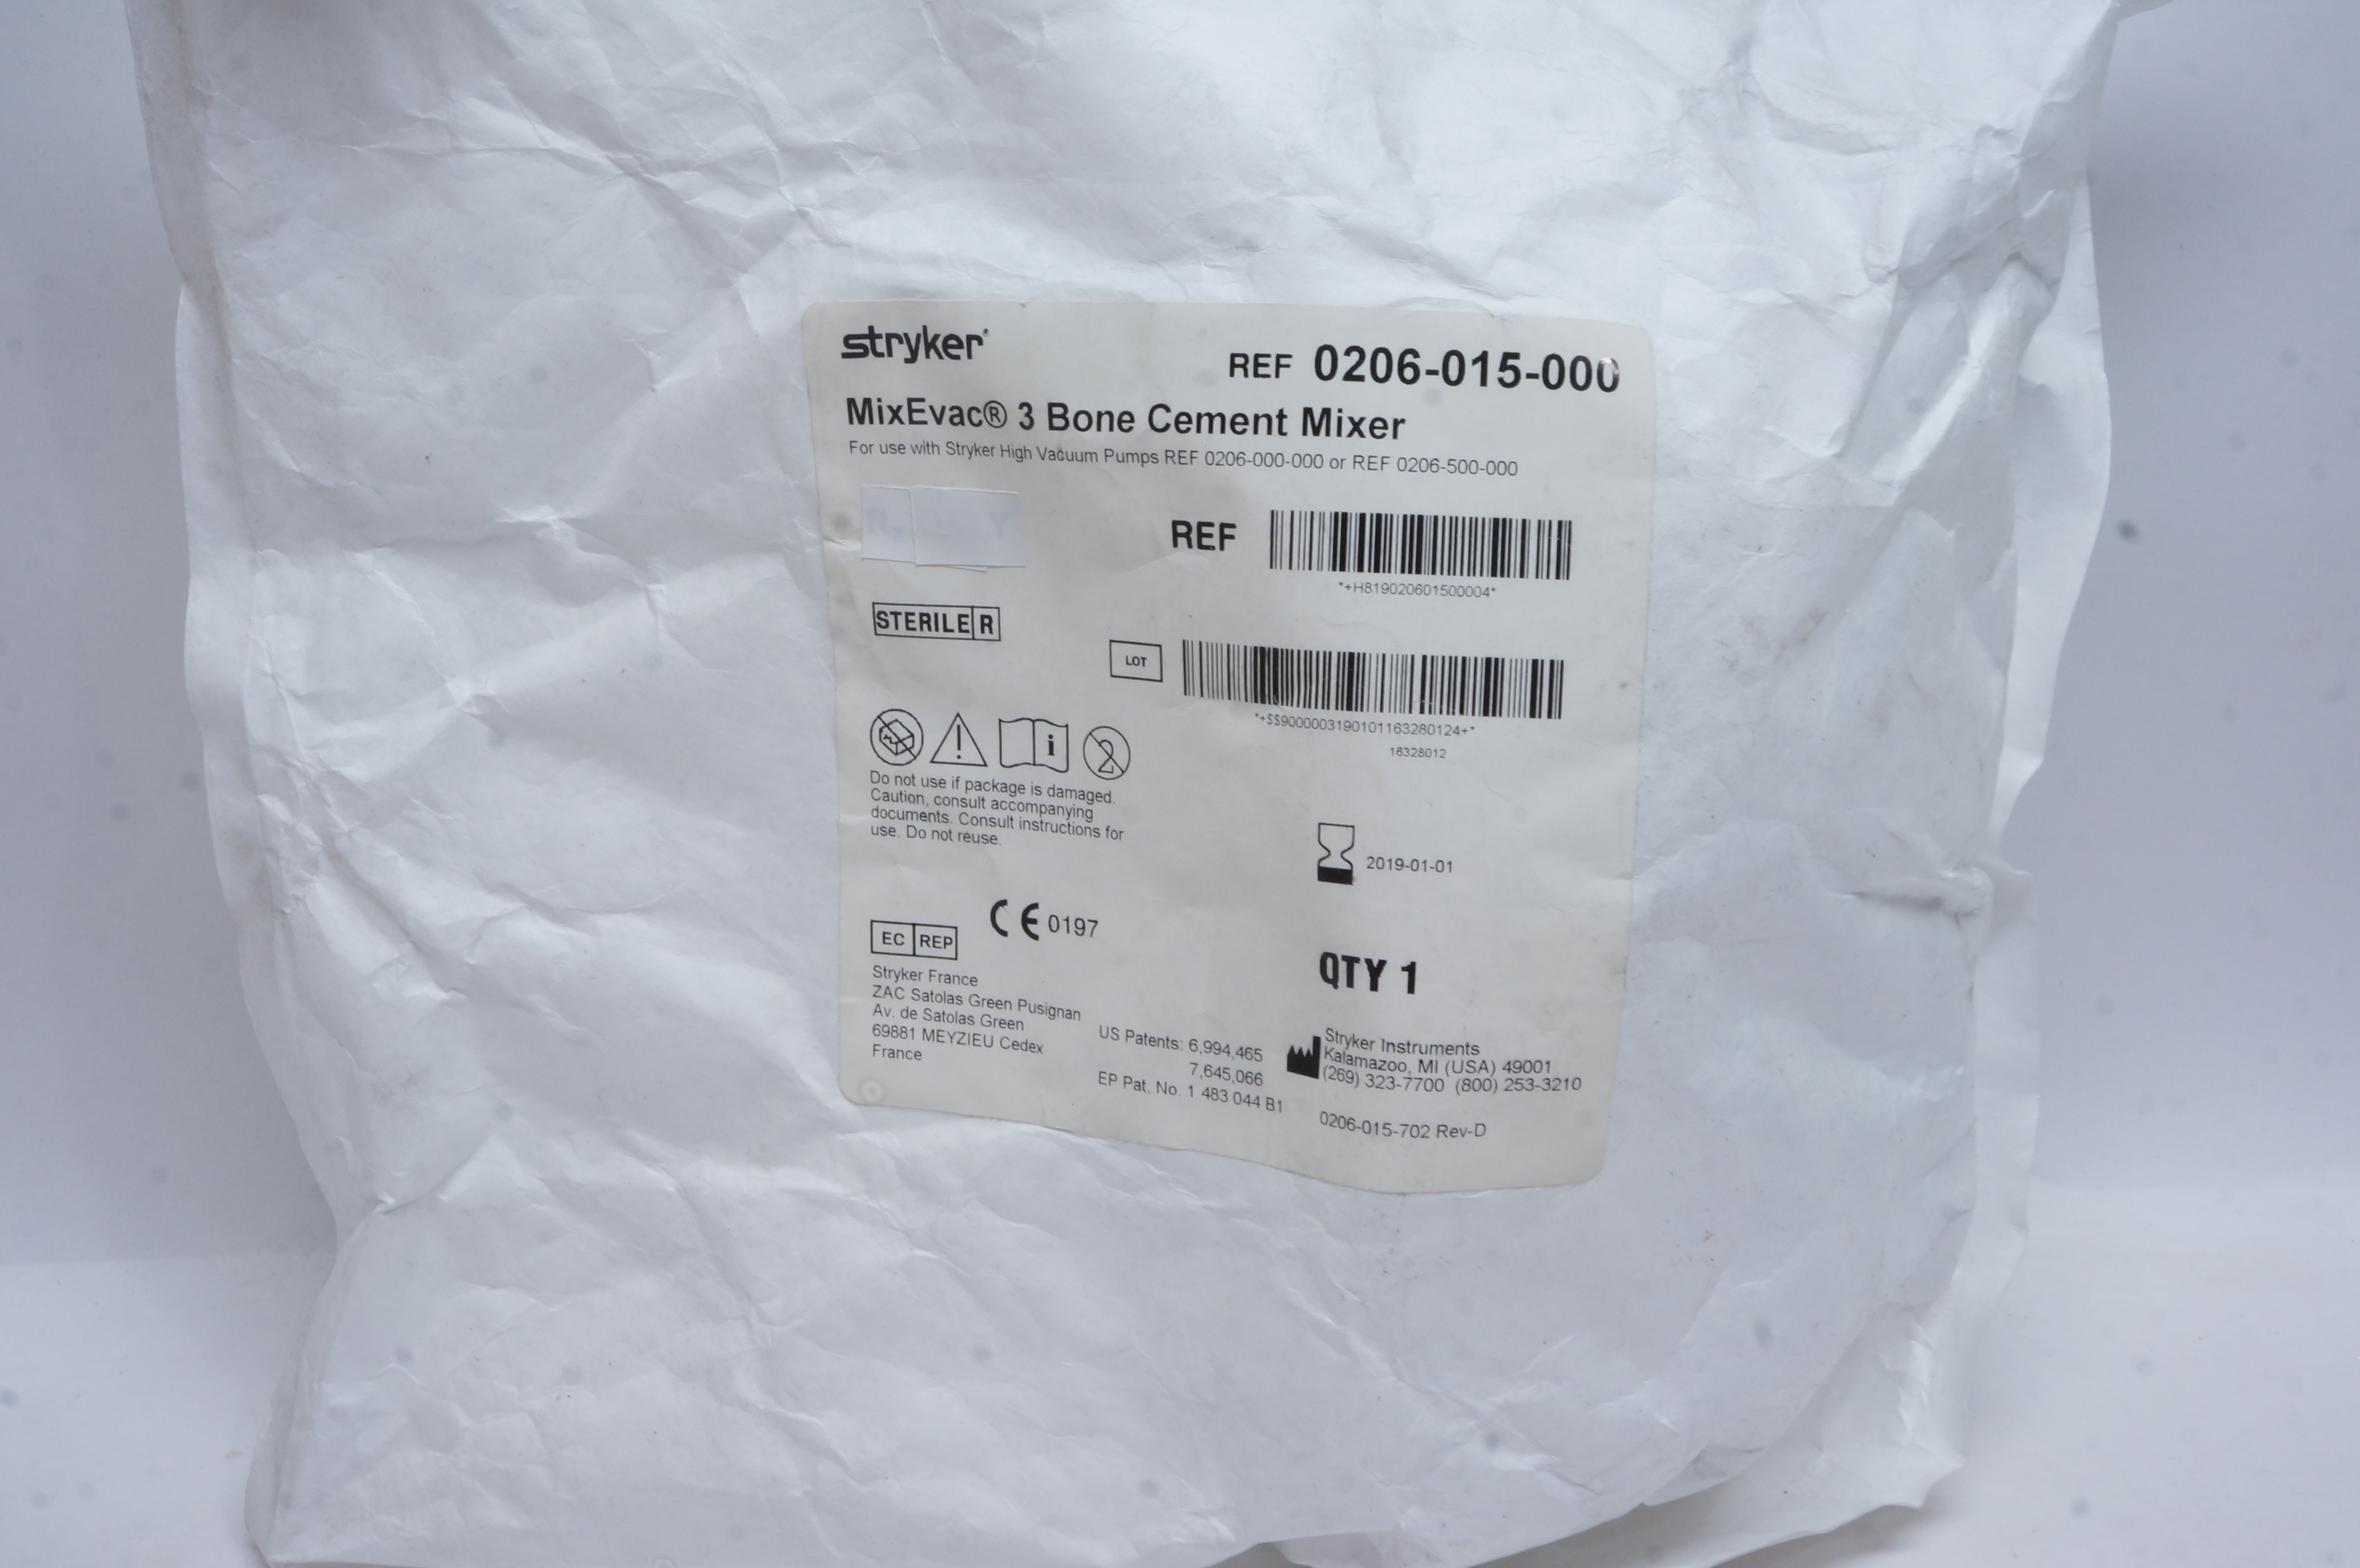 stryker®
REF 0206-015-000
MixEvac® 3 Bone Cement Mixer
For use with Stryker High Vacuum Pumps REF 0206-000-000 or REF 0206-500-000
REF
*+H819020601500004*
STERILE R
LOT
*+$$9000003190101163280124+*
16328012
2
Do not use if package is damaged.
Caution, consult accompanying
documents. Consult instructions for
use. Do not reuse.
2019-01-01
CE 0197
EC REP
QTY 1
Stryker France
ZAC Satolas Green Pusignan
Av. de Satolas Green
69881 MEYZIEU Cedex
France
US Patents: 6,994,465
7,645,066
EP Pat. No. 1 483 044 B1
Stryker Instruments
Kalamazoo, MI (USA) 49001
(269) 323-7700 (800) 253-3210
0206-015-702 Rev-D